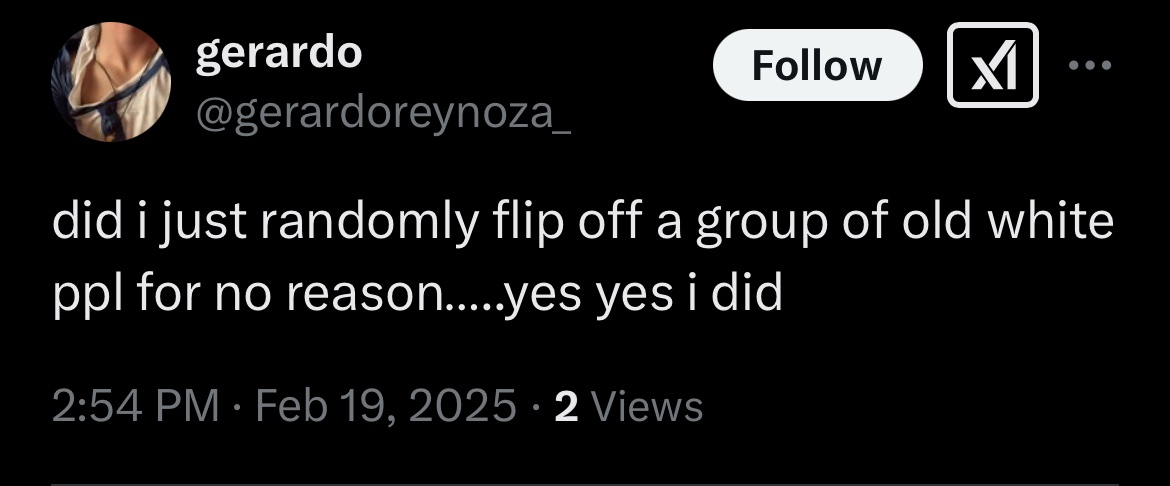 gerardo
Follow
@gerardoreynoza_
did i just randomly flip off a group of old white
ppl for no reason.....yes yes i did
2:54 PM · Feb 19, 2025 · 2 Views